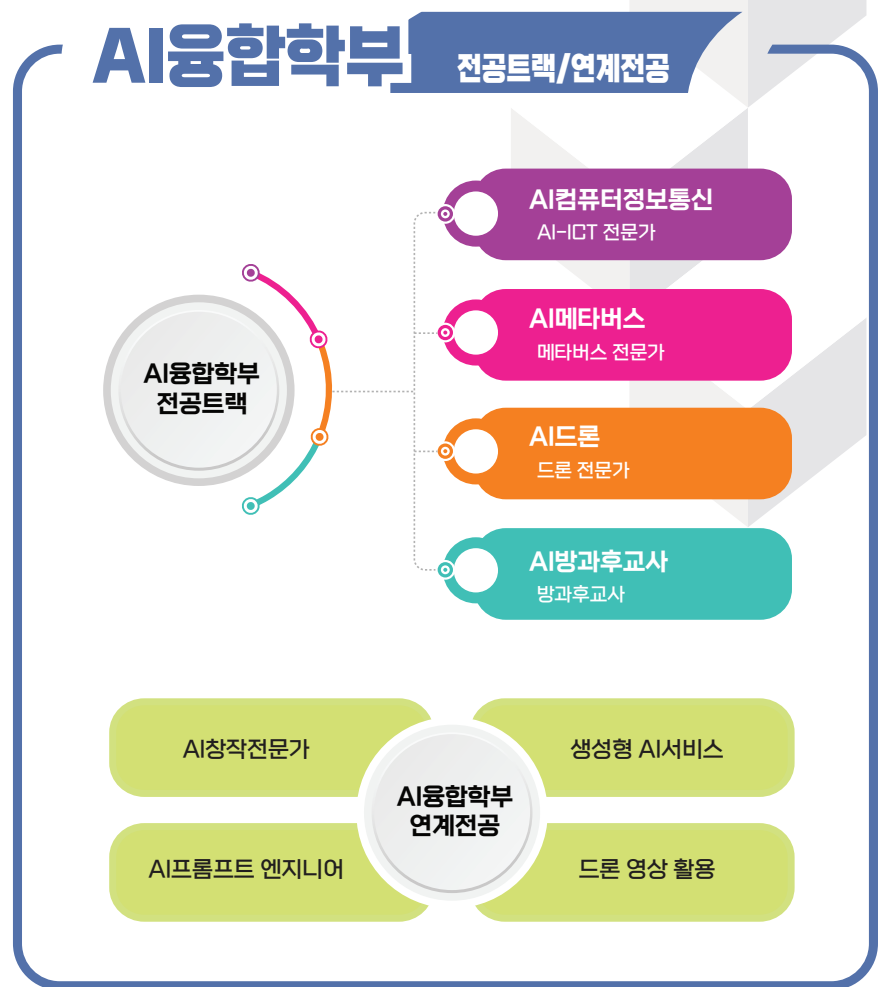 AI융합학부 전공트랙/연계전공
AI융합학부
전공트랙
AI컴퓨터정보통신
AI-ICT 전문가
AI메타버스
메타버스 전문가
AI드론
드론 전문가
AI방과후교사
방과후교사
AI창작전문가
생성형 AI서비스
AI융합학부
연계전공
AI프롬프트 엔지니어
드론 영상 활용